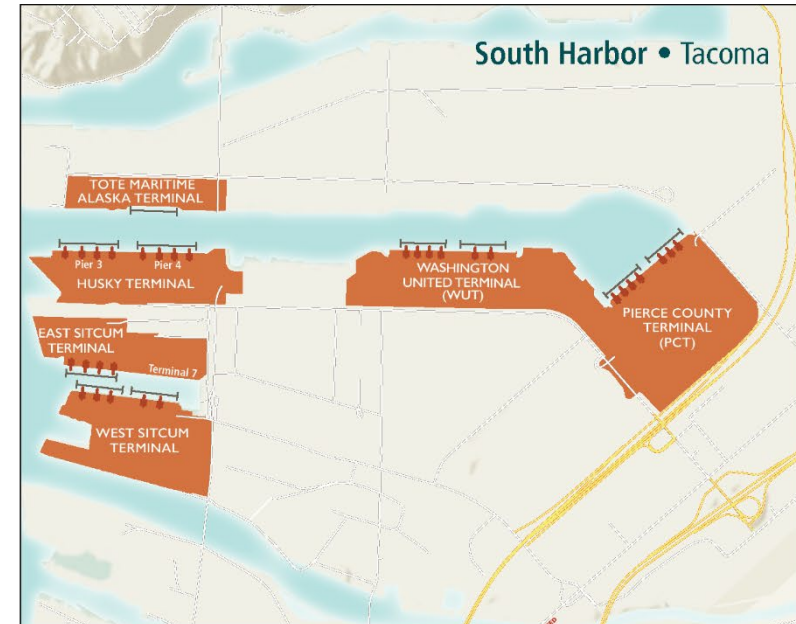 South Harbor • Tacoma
TOTE MARITIME
ALASKA TERMINAL
Pier 3
Pier 4
HUSKY TERMINAL
WASHINGTON
UNITED TERMINAL
(WUT)
PIERCE COUNTY
TERMINAL
(PCT)
EAST SITCUM
TERMINAL
Terminal 7
WEST SITCUM
TERMINAL